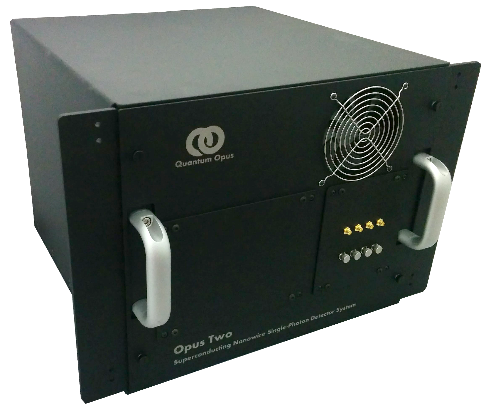 Quantum Opus
Opus Two
Superconducting Nanowire Single-Photon Detector System